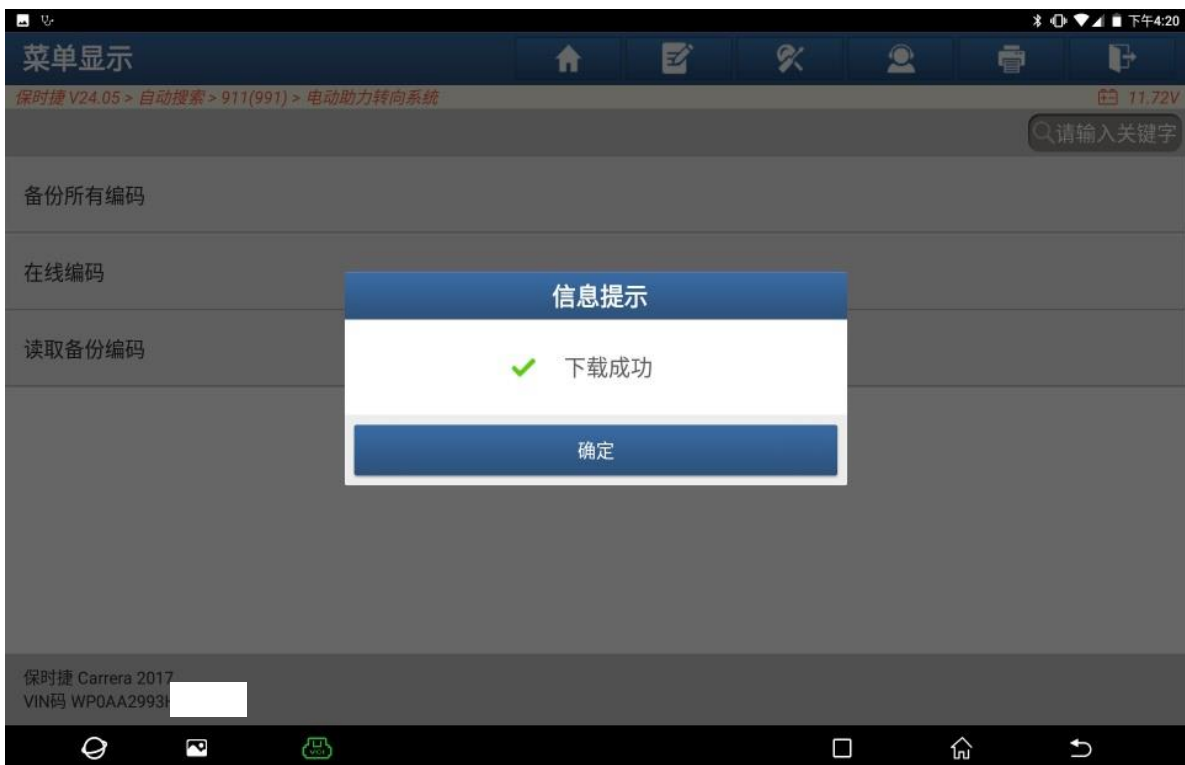 下午4:20
菜单显示
保时捷 V24.05 > 自动搜索 > 911(991) > 电动助力转向系统
11.72V
请输入关键字
备份所有编码
在线编码
信息提示
读取备份编码
下载成功
确定
保时捷 Carrera 2017
VIN码 WP0AA2993H
VCI